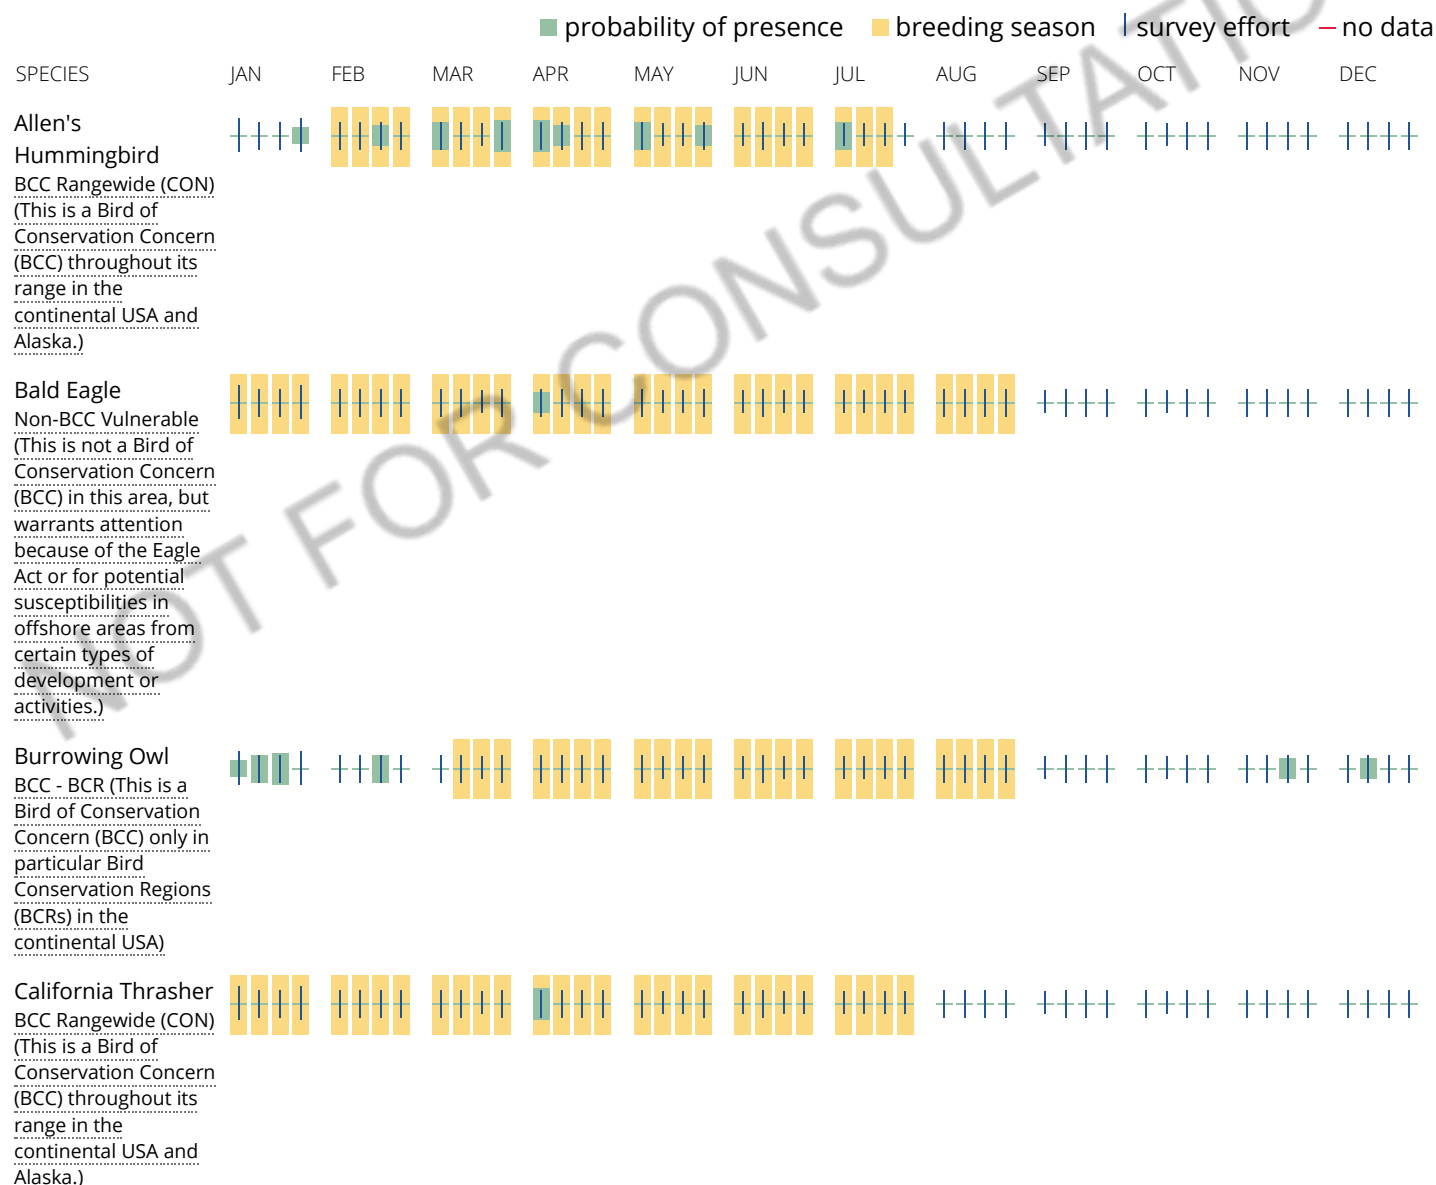 probability of presence breeding season survey effort no data
SPECIES JAN FEB MAR APR MAY JUN JUL AUG SEP OCT NOV DEC
Allen's
Hummingbird
BCC Rangewide (CON)
(This is a Bird of
Conservation Concern
(BCC) throughout its
range in the
continental USA and
Alaska.)
Bald Eagle
Non-BCC Vulnerable
(This is not a Bird of
Conservation Concern
(BCC) in this area, but
warrants attention
because of the Eagle
Act or for potential
susceptibilities in
offshore areas from
certain types of
development or
activities.)
Burrowing Owl
BCC - BCR (This is a
Bird of Conservation
Concern (BCC) only in
particular Bird
Conservation Regions
(BCRs) in the
continental USA)
California Thrasher
BCC Rangewide (CON)
(This is a Bird of
Conservation Concern
(BCC) throughout its
range in the
continental USA and
Alaska.)
NOT FOR CONSULTATIO